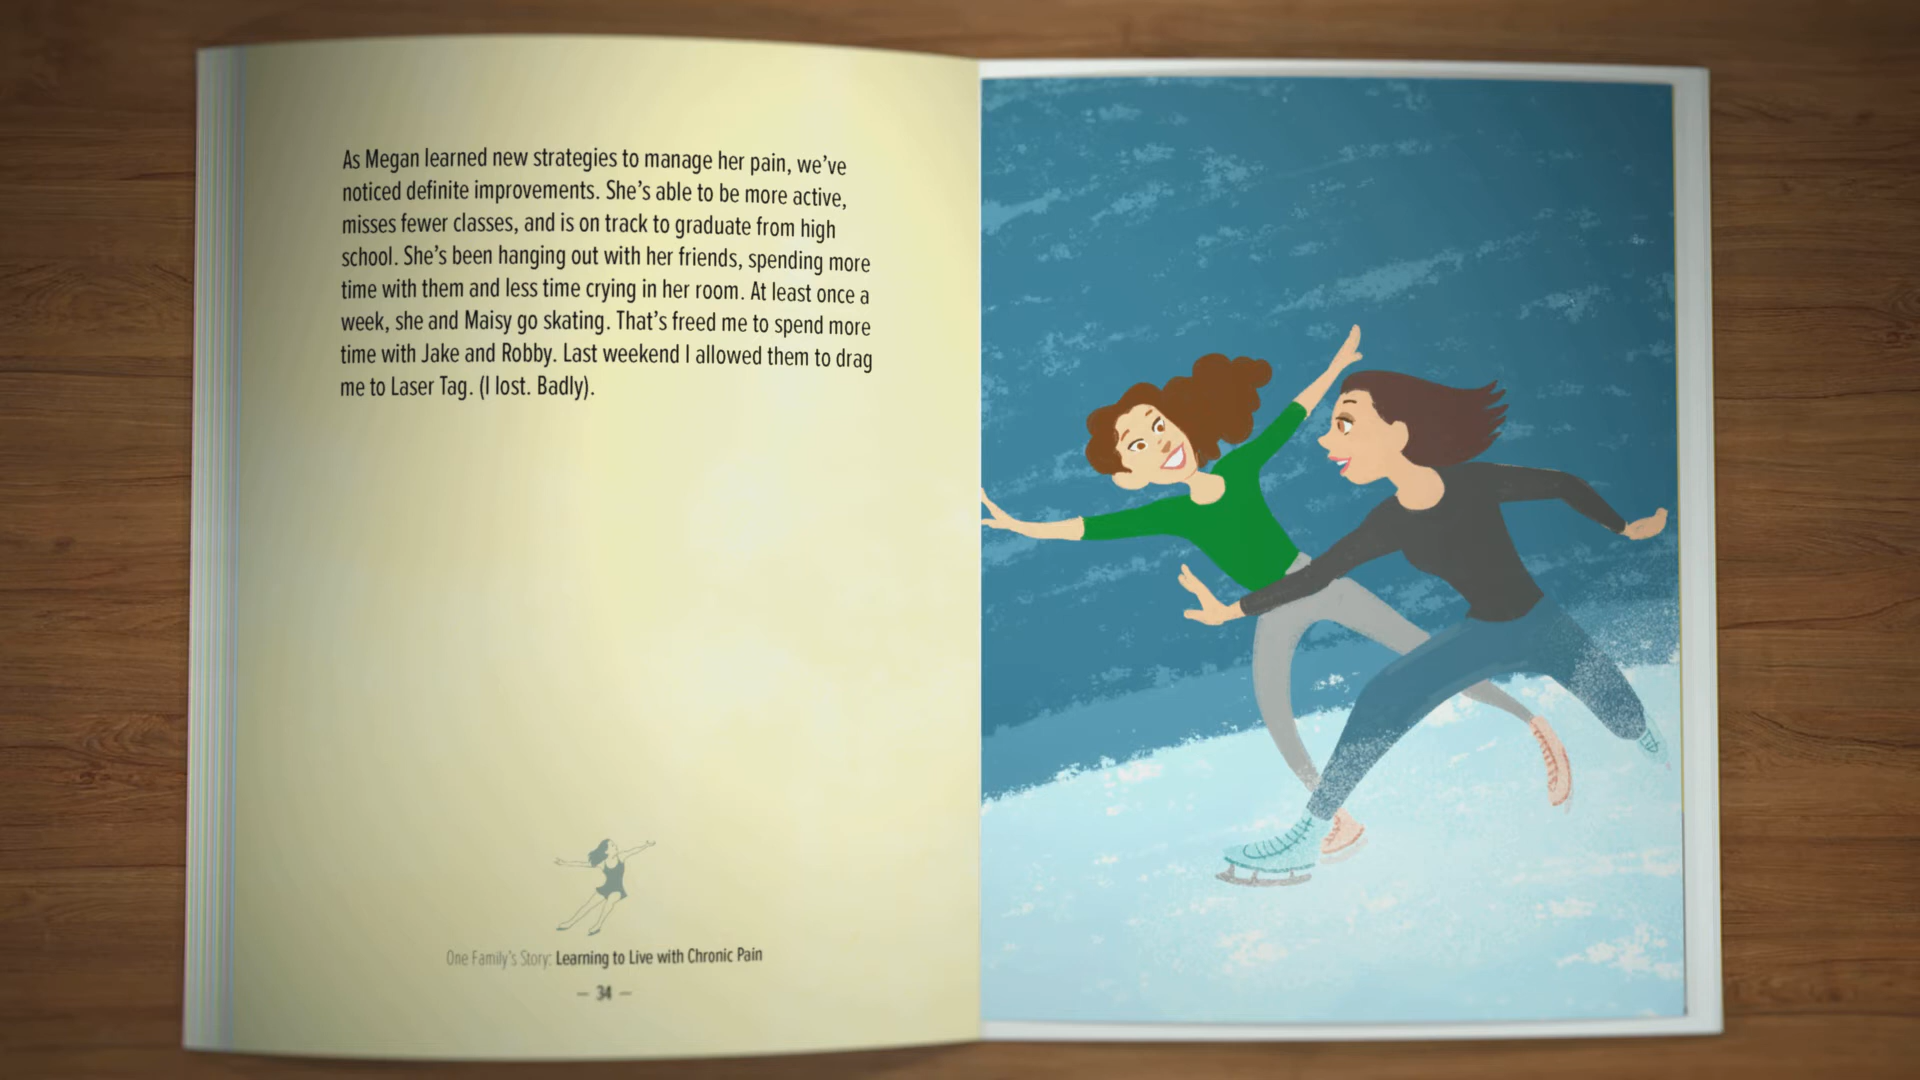 As Megan learned new strategies to manage her pain, we've
noticed definite improvements. She's able to be more active,
misses fewer classes, and is on track to graduate from high
school. She's been hanging out with her friends, spending more
time with them and less time crying in her room. At least once a
week, she and Maisy go skating. That's freed me to spend more
time with Jake and Robby. Last weekend I allowed them to drag
me to Laser Tag. (I lost. Badly).
One Family's Story: Learning to Live with Chronic Pain
— 34 —